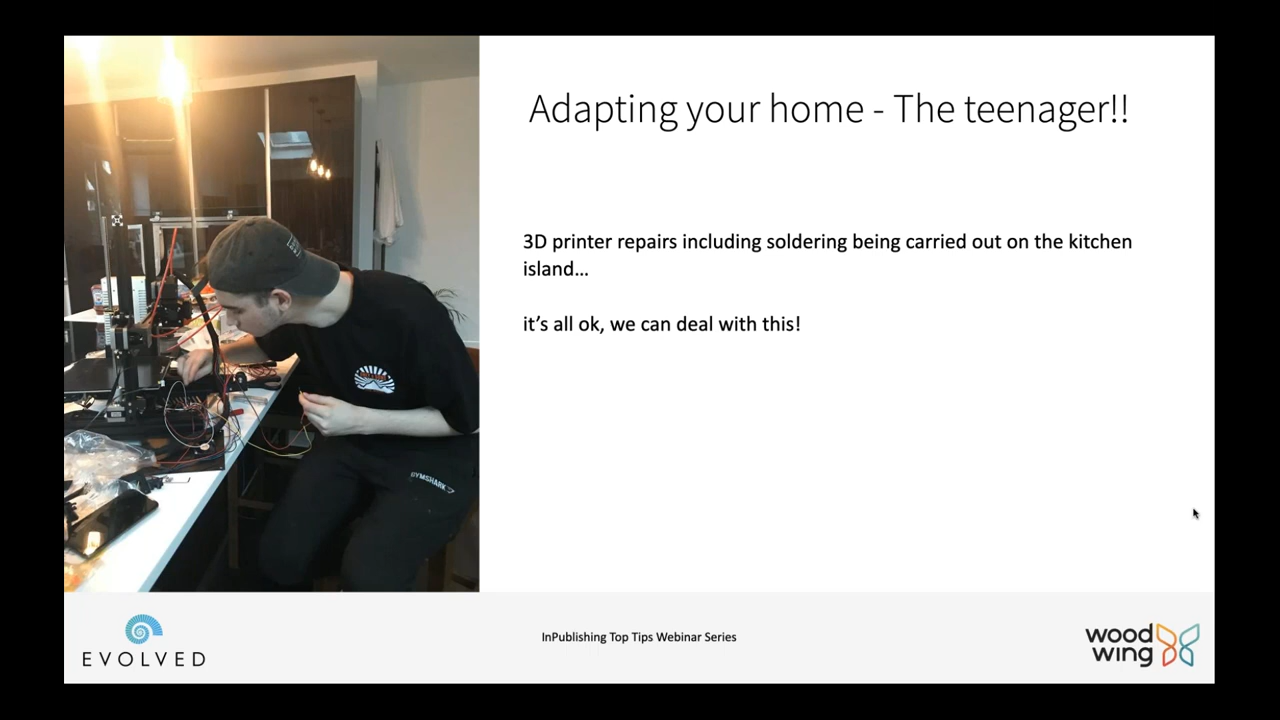 Adapting your home - The teenager!!
3D printer repairs including soldering being carried out on the kitchen
island...
it’s all ok, we can deal with this!
GYMSHARK
EVOLVED
InPublishing Top Tips Webinar Series
wood
wing